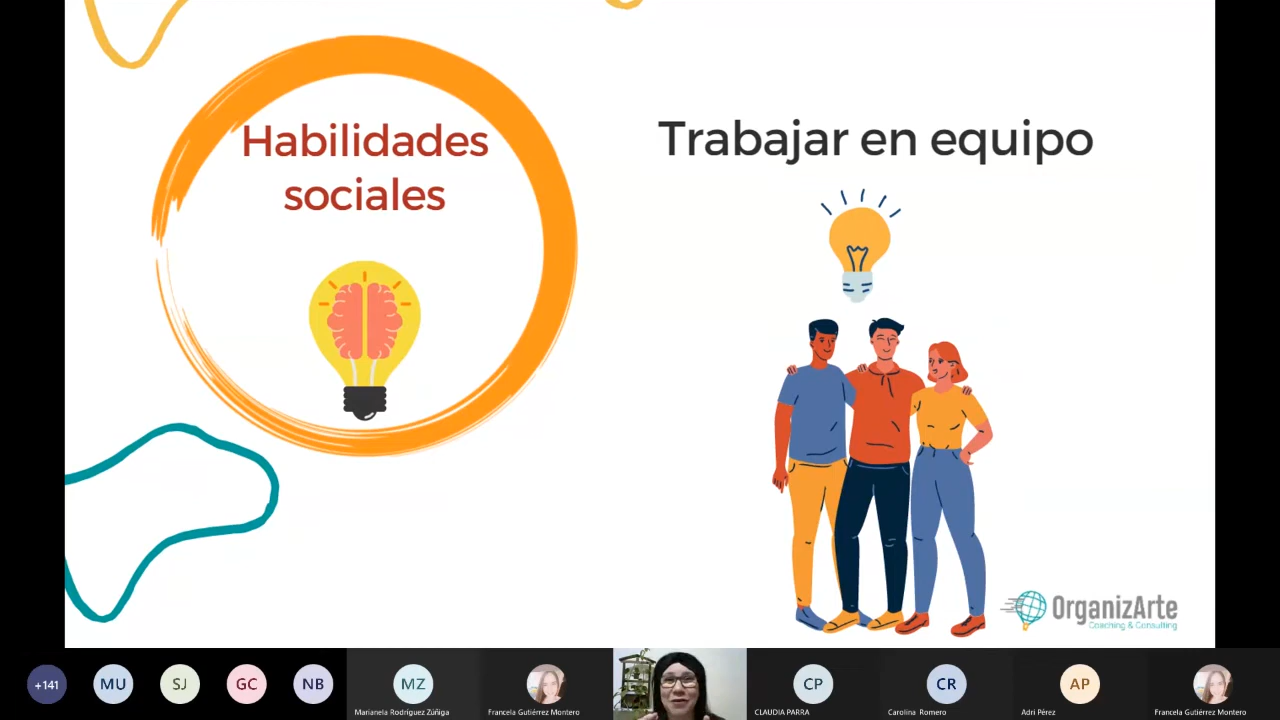 Habilidades
sociales
Trabajar en equipo
OrganizArte
Coaching & Consulting
+141
MU
SJ
GC
NB
MZ
Marianela Rodríguez Zúñiga
Francela Gutiérrez Montero
CP
CLAUDIA PARRA
CR
Carolina Romero
AP
Adri Pérez
Francela Gutiérrez Montero